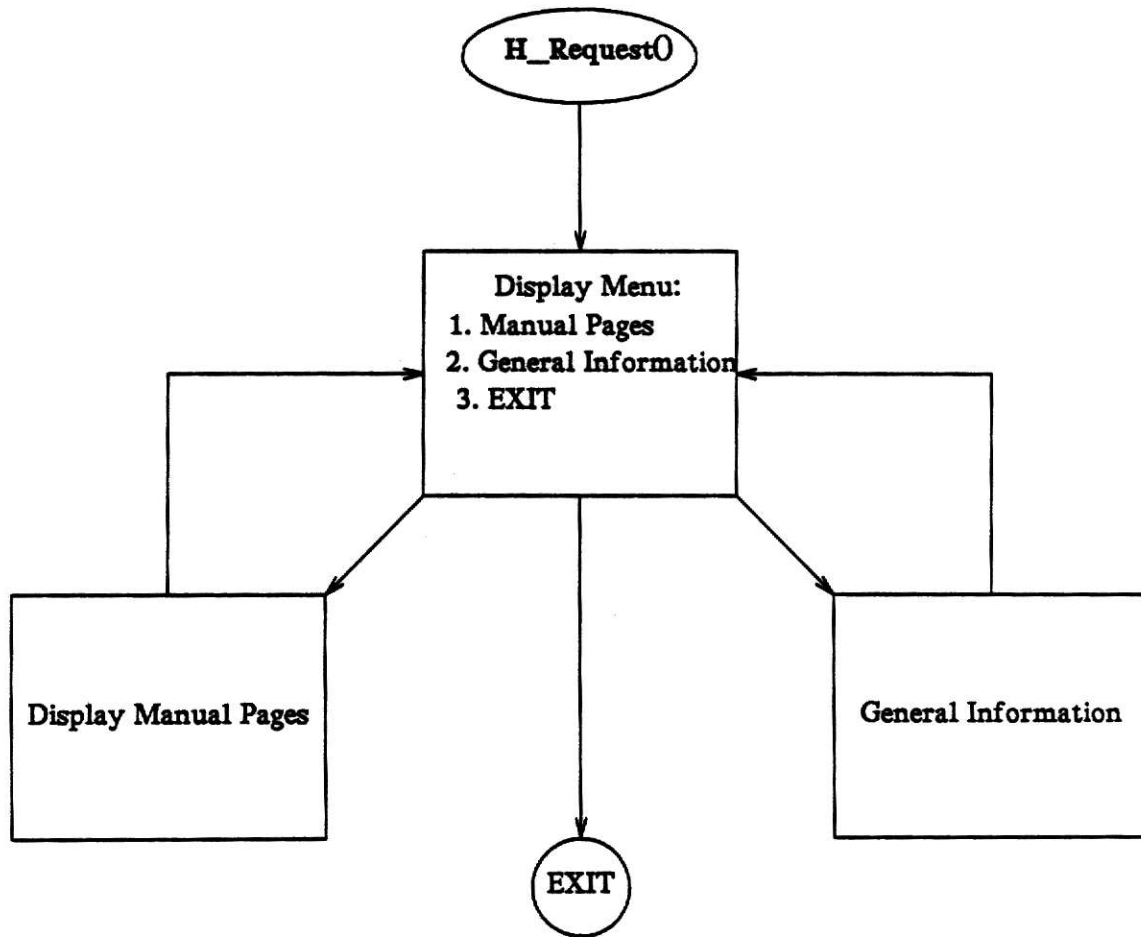 H_Request()
Display Menu:
1. Manual Pages
2. General Information
3. EXIT
Display Manual Pages
General Information
EXIT